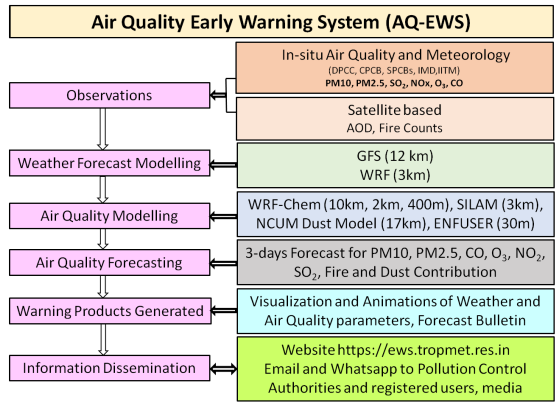 Air Quality Early Warning System (AQ-EWS)
Observations
In-situ Air Quality and Meteorology
(DPCC, CPCB, SPCBs, IMD,IITM)
PM10, PM2.5, SO₂, NOx, O₃, CO
Satellite based
AOD, Fire Counts
Weather Forecast Modelling
GFS (12 km)
WRF (3km)
Air Quality Modelling
WRF-Chem (10km, 2km, 400m), SILAM (3km),
NCUM Dust Model (17km), ENFUSER (30m)
Air Quality Forecasting
3-days Forecast for PM10, PM2.5, CO, O₃, NO₂,
SO₂, Fire and Dust Contribution
Warning Products Generated
Visualization and Animations of Weather and
Air Quality parameters, Forecast Bulletin
Information Dissemination
Website https://ews.tropmet.res.in
Email and Whatsapp to Pollution Control
Authorities and registered users, media